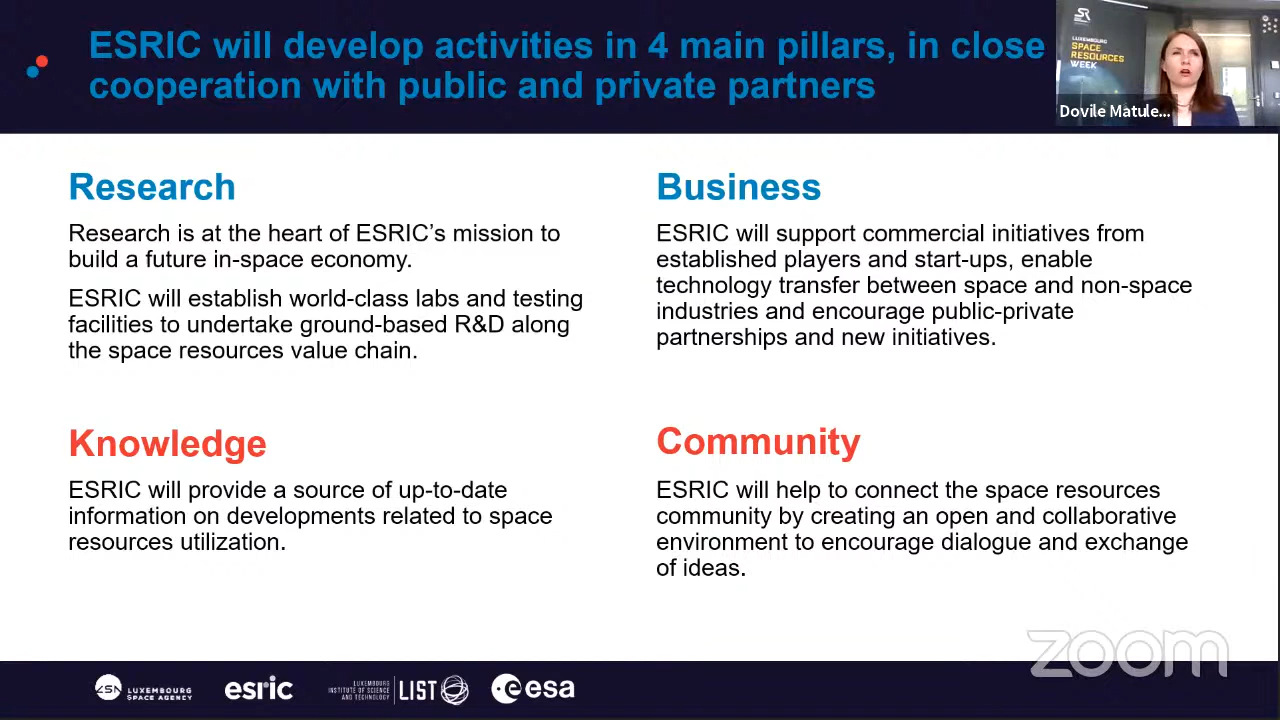 ESRIC will develop activities in 4 main pillars, in close
cooperation with public and private partners
SR
LUXEMBOURG
SPACE
RESOURCES
WEEK
Dovile Matule...
Research
Research is at the heart of ESRIC’s mission to
build a future in-space economy.
ESRIC will establish world-class labs and testing
facilities to undertake ground-based R&D along
the space resources value chain.
Business
ESRIC will support commercial initiatives from
established players and start-ups, enable
technology transfer between space and non-space
industries and encourage public-private
partnerships and new initiatives.
Knowledge
ESRIC will provide a source of up-to-date
information on developments related to space
resources utilization.
Community
ESRIC will help to connect the space resources
community by creating an open and collaborative
environment to encourage dialogue and exchange
of ideas.
zoom
LUXEMBOURG
SPACE AGENCY
esric
LUXEMBOURG
INSTITUTE OF SCIENCE
AND TECHNOLOGY
LIST
esa